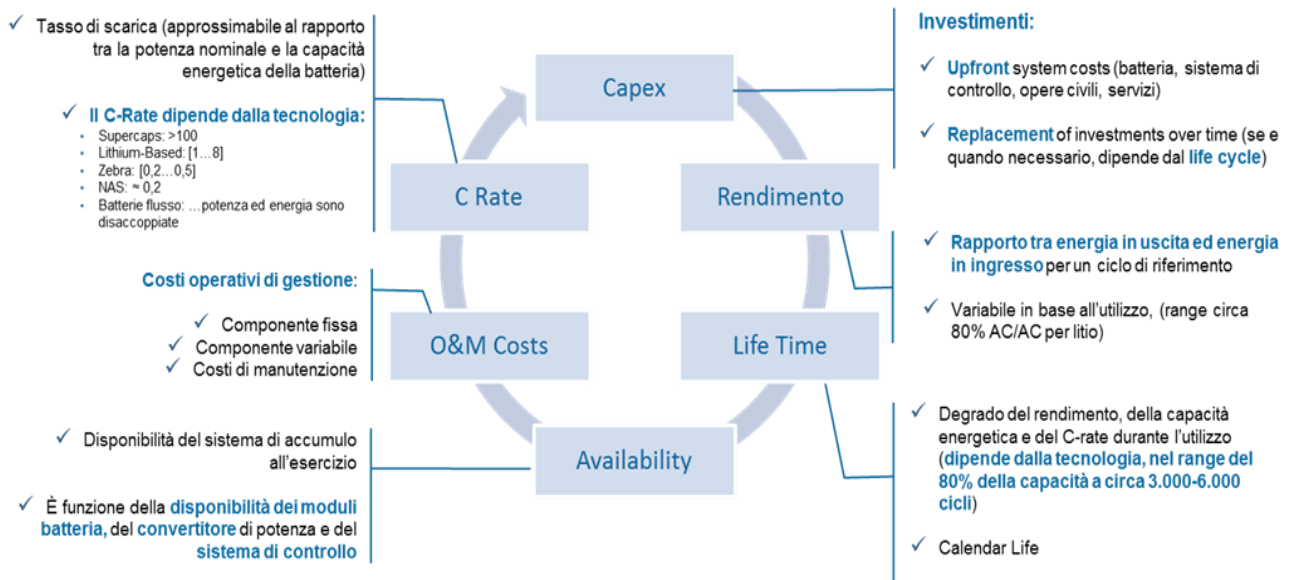 ✓ Tasso di scarica (approssimabile al rapporto
tra la potenza nominale e la capacità
energetica della batteria)
✓ Il C-Rate dipende dalla tecnologia:
• Supercaps: >100
• Lithium-Based: [1…8]
• Zebra: [0,2…0,5]
• NAS: ≈ 0,2
• Batterie flusso: …potenza ed energia sono
disaccoppiate
Costi operativi di gestione:
✓ Componente fissa
✓ Componente variabile
✓ Costi di manutenzione
✓ Disponibilità del sistema di accumulo
all'esercizio
✓ È funzione della disponibilità dei moduli
batteria, del convertitore di potenza e del
sistema di controllo
Capex
Rendimento
Life Time
Availability
O&M Costs
C Rate
Investimenti:
✓ Upfront system costs (batteria, sistema di
controllo, opere civili, servizi)
✓ Replacement of investments over time (se e
quando necessario, dipende dal life cycle)
✓ Rapporto tra energia in uscita ed energia
in ingresso per un ciclo di riferimento
✓ Variabile in base all'utilizzo, (range circa
80% AC/AC per litio)
✓ Degrado del rendimento, della capacità
energetica e del C-rate durante l'utilizzo
(dipende dalla tecnologia, nel range del
80% della capacità a circa 3.000-6.000
cicli)
✓ Calendar Life